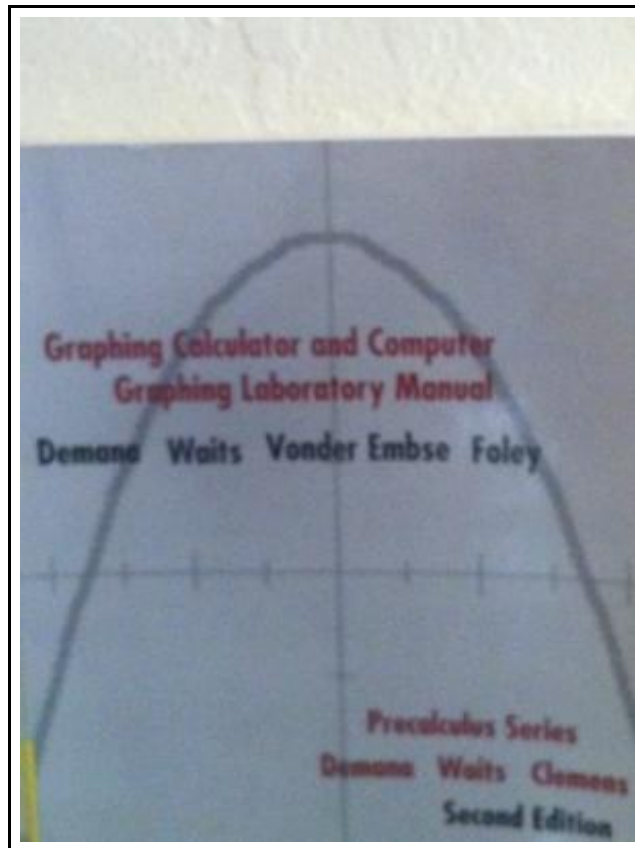 Graphing Calculator and Computer
Graphing Laboratory Manual
Demana Waits Vonder Embse Foley
Precalculus Series
Demana Waits Clemens
Second Edition